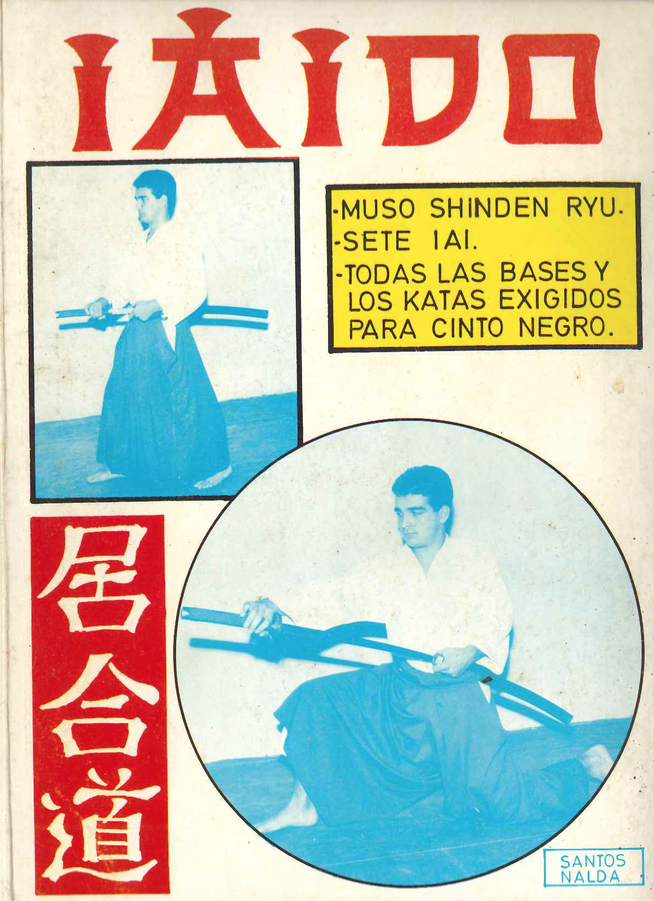 IAIDO
-MUSO SHINDEN RYU.
-SETE IAI.
-TODAS LAS BASES Y
LOS KATAS EXIGIDOS
PARA CINTO NEGRO.
居
合
道
SANTOS
NALDA